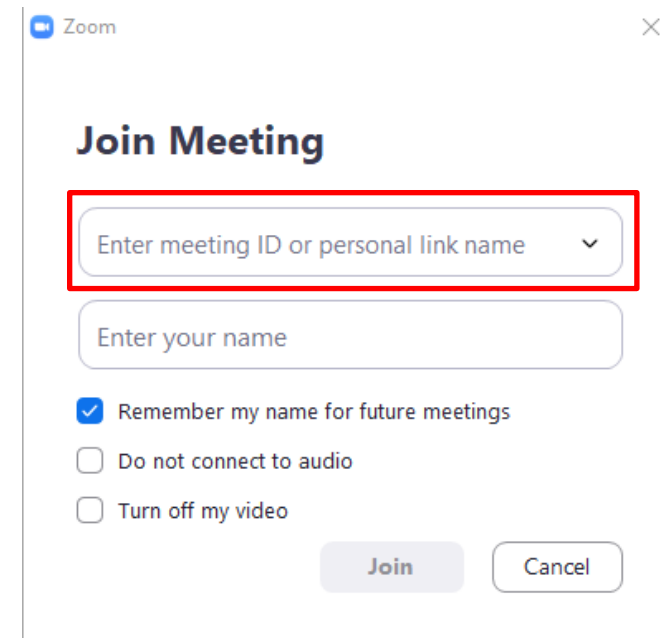 Zoom
Join Meeting
Enter meeting ID or personal link name
Enter your name
Remember my name for future meetings
Do not connect to audio
Turn off my video
Join Cancel